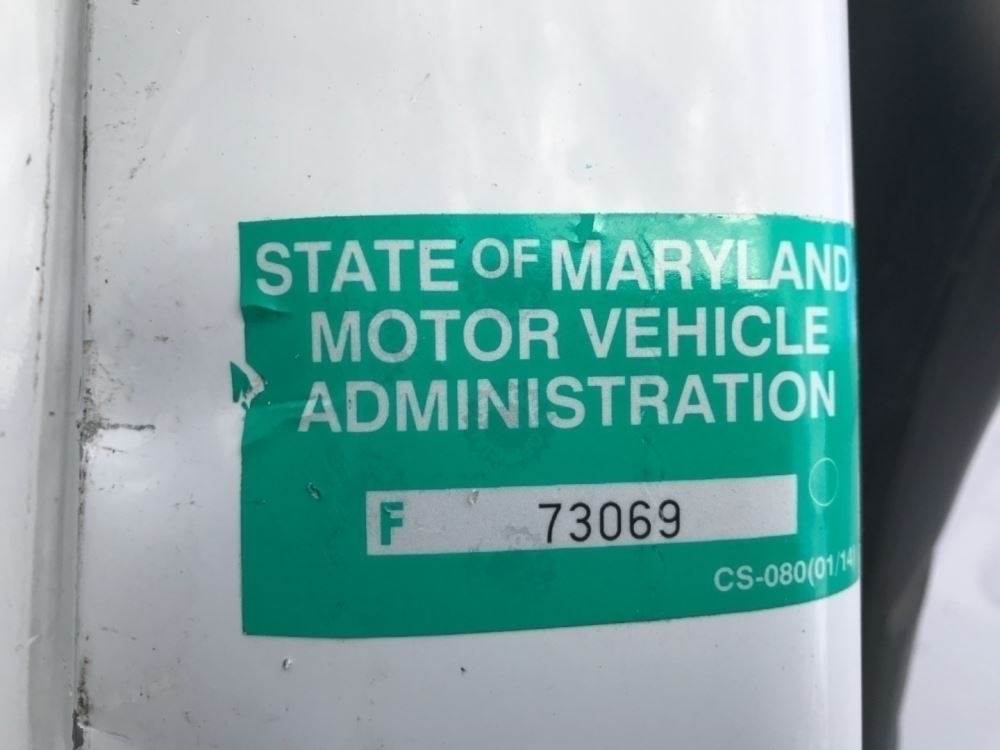 STATE OF MARYLAND
MOTOR VEHICLE
ADMINISTRATION
F 73069
CS-080(01/14)